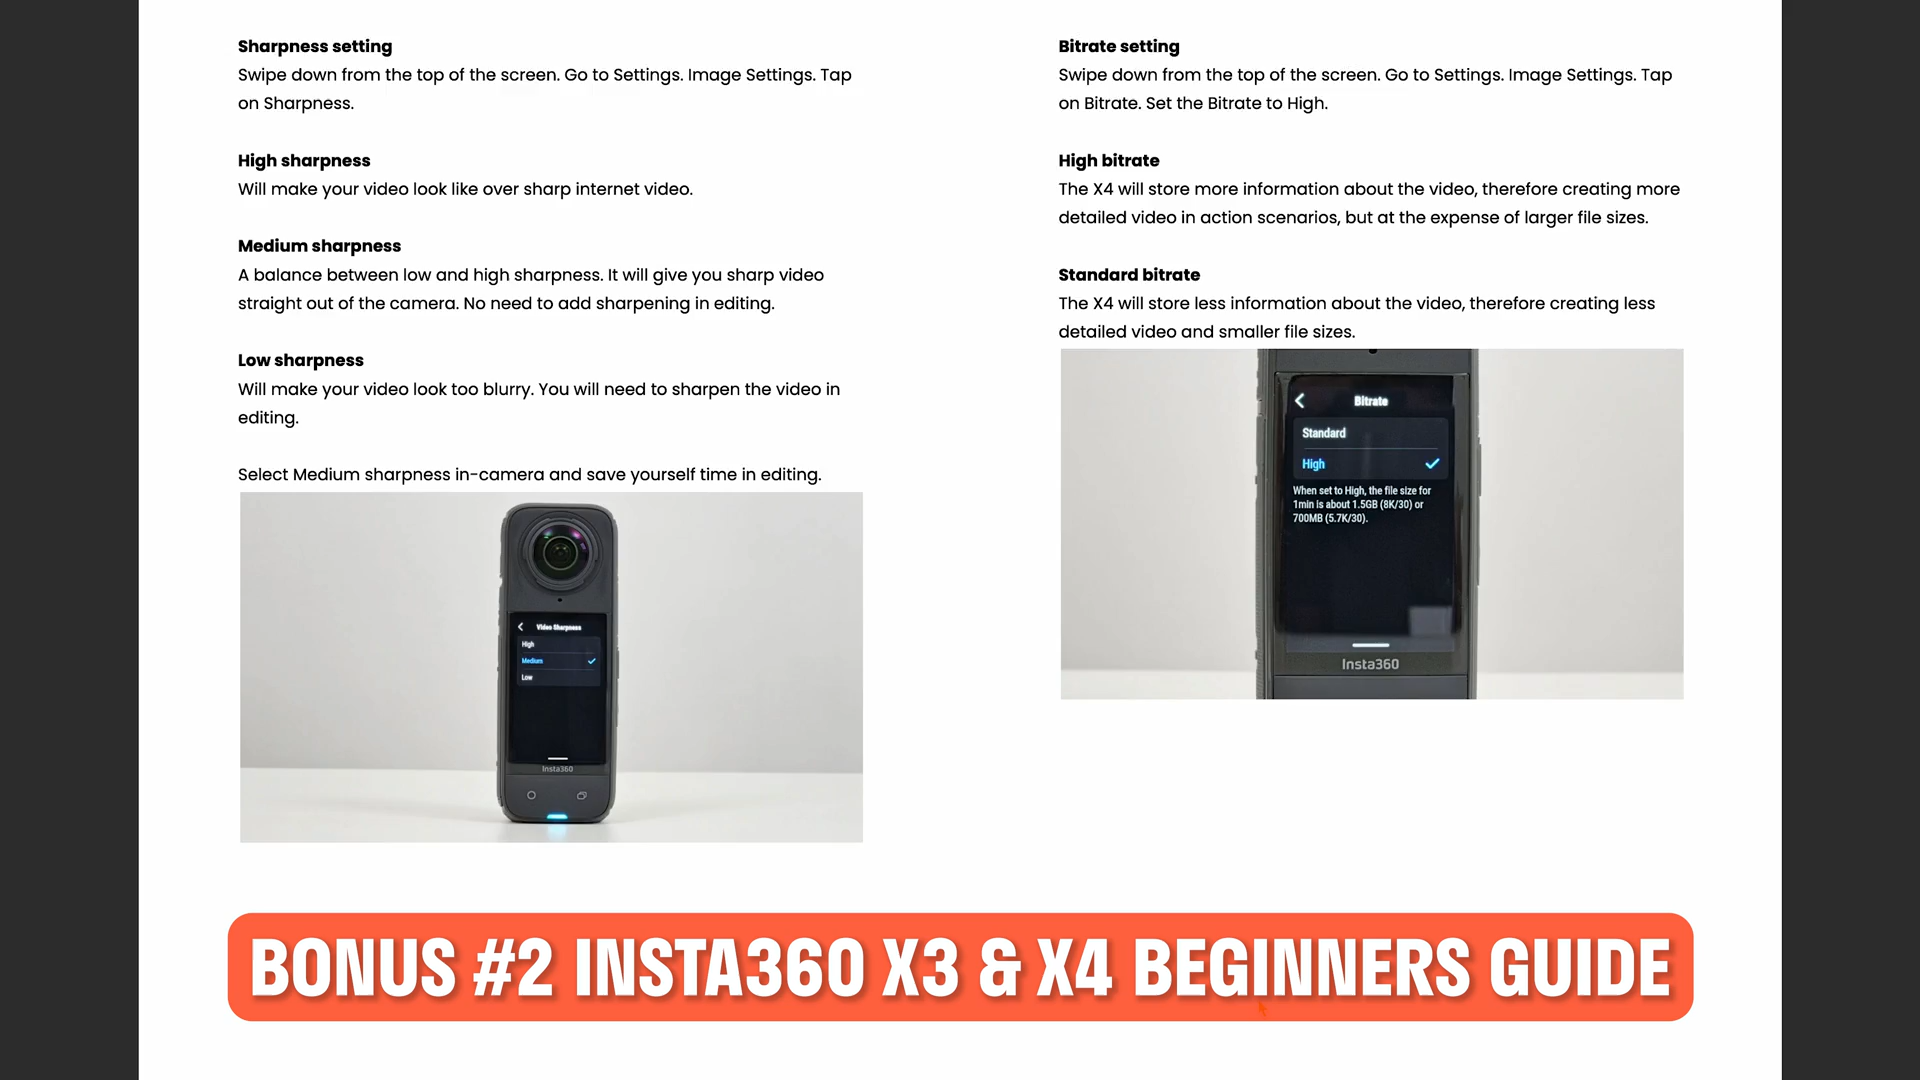 Sharpness setting
Swipe down from the top of the screen. Go to Settings. Image Settings. Tap
on Sharpness.
High sharpness
Will make your video look like over sharp internet video.
Medium sharpness
A balance between low and high sharpness. It will give you sharp video
straight out of the camera. No need to add sharpening in editing.
Low sharpness
Will make your video look too blurry. You will need to sharpen the video in
editing.
Select Medium sharpness in-camera and save yourself time in editing.
Video Sharpness
High
Medium
Low
Insta360
Bitrate setting
Swipe down from the top of the screen. Go to Settings. Image Settings. Tap
on Bitrate. Set the Bitrate to High.
High bitrate
The X4 will store more information about the video, therefore creating more
detailed video in action scenarios, but at the expense of larger file sizes.
Standard bitrate
The X4 will store less information about the video, therefore creating less
detailed video and smaller file sizes.
Bitrate
Standard
High
When set to High, the file size for
1min is about 1.5GB (8K/30) or
700MB (5.7K/30).
Insta360
BONUS #2 INSTA360 X3 & X4 BEGINNERS GUIDE